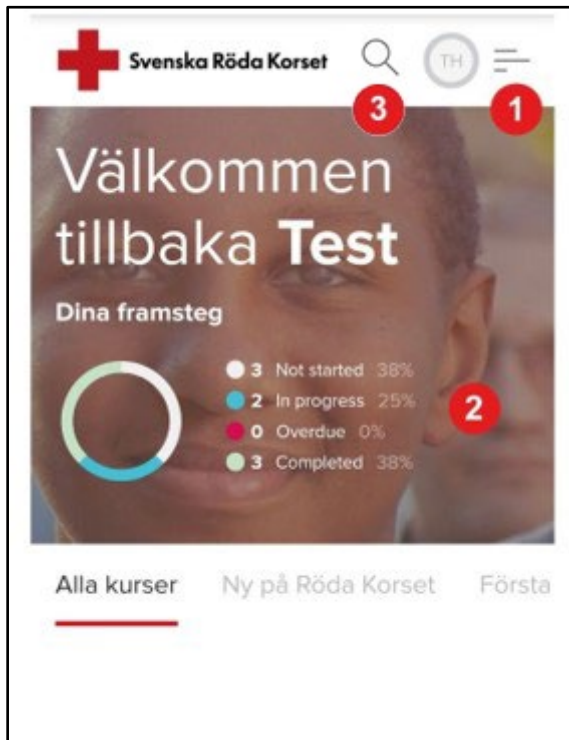 Svenska Röda Korset
TH
3
1
Välkommen
tillbaka Test
Dina framsteg
3 Not started 38%
2 In progress 25%
2
0 Overdue 0%
3 Completed 38%
Alla kurser Ny på Röda Korset Första